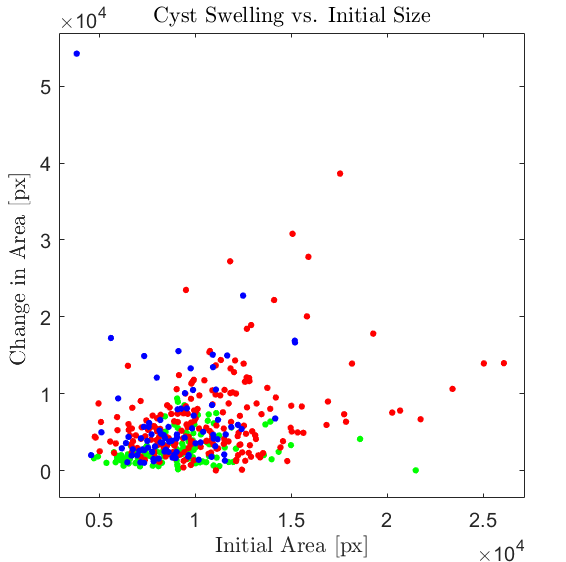 Cyst Swelling vs. Initial Size
×10⁴
5
4
3
2
1
0
Change in Area [px]
0.5 1 1.5 2 2.5
Initial Area [px]
×10⁴